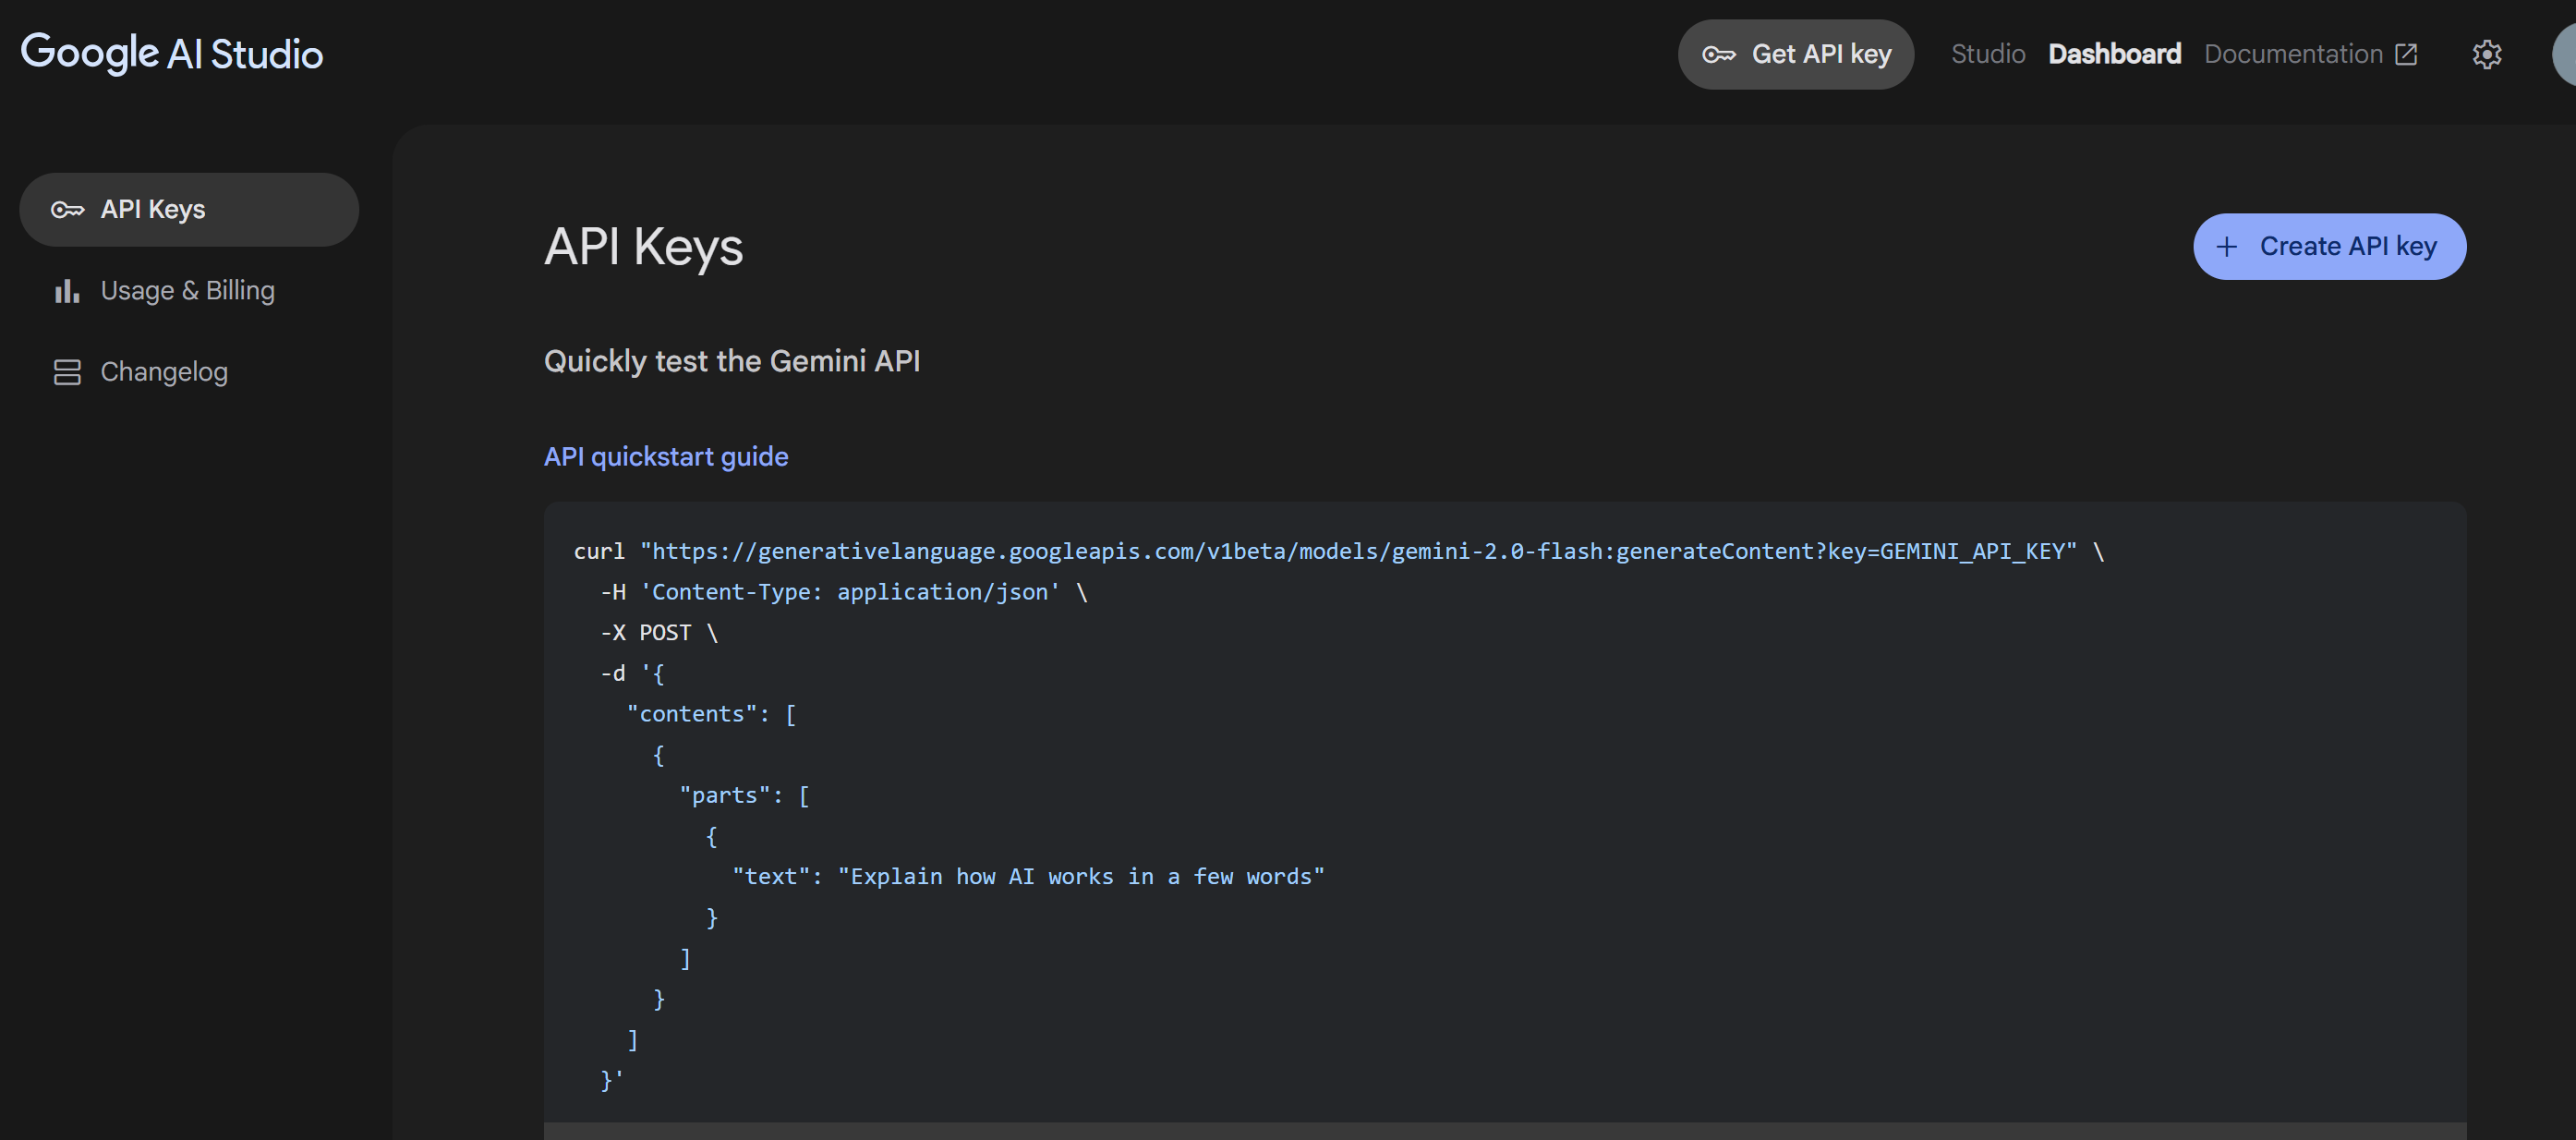 Google AI Studio
Get API key
Studio
Dashboard
Documentation
API Keys
Usage & Billing
Changelog
API Keys
Create API key
Quickly test the Gemini API
API quickstart guide
curl "https://generativelanguage.googleapis.com/v1beta/models/gemini-2.0-flash:generateContent?key=GEMINI_API_KEY" \
  -H 'Content-Type: application/json' \
  -X POST \
  -d '{
    "contents": [
      {
        "parts": [
          {
            "text": "Explain how AI works in a few words"
          }
        ]
      }
    ]
  }'